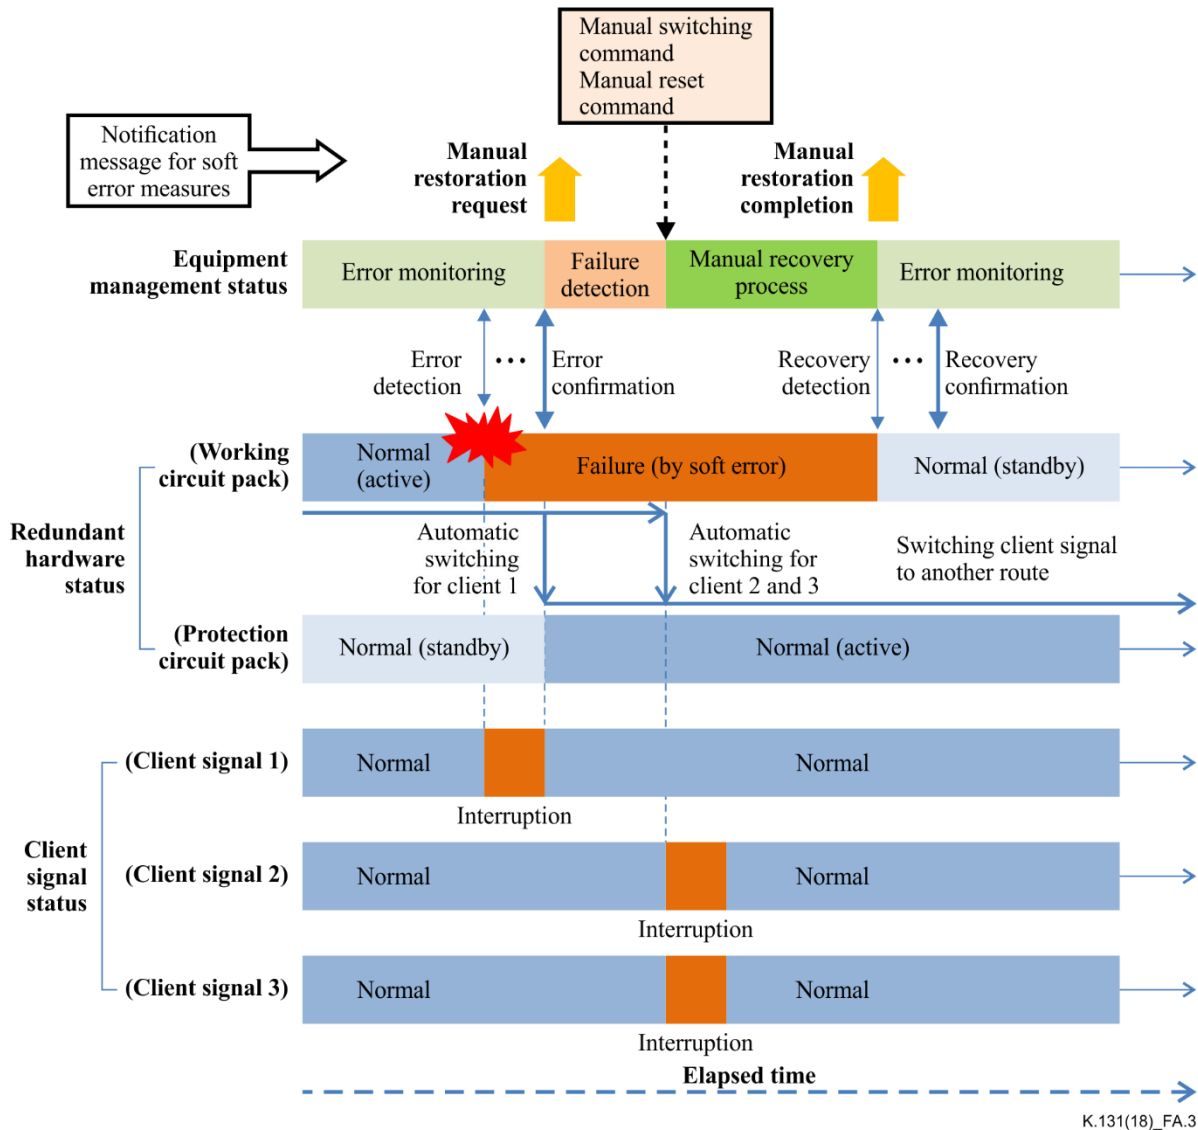 Manual switching
command
Manual reset
command
Notification
message for soft
error measures
Manual
restoration
request
Manual
restoration
completion
Equipment
management status
Error monitoring
Failure
detection
Manual recovery
process
Error monitoring
Error
detection
...
Error
confirmation
Recovery
detection
...
Recovery
confirmation
(Working
circuit pack)
Normal
(active)
Failure (by soft error)
Normal (standby)
Redundant
hardware
status
Automatic
switching
for client 1
Automatic
switching for
client 2 and 3
Switching client signal
to another route
(Protection
circuit pack)
Normal (standby)
Normal (active)
(Client signal 1)
Normal
Normal
Interruption
Client
signal
status
(Client signal 2)
Normal
Normal
Interruption
(Client signal 3)
Normal
Normal
Interruption
Elapsed time
K.131(18)_FA.3